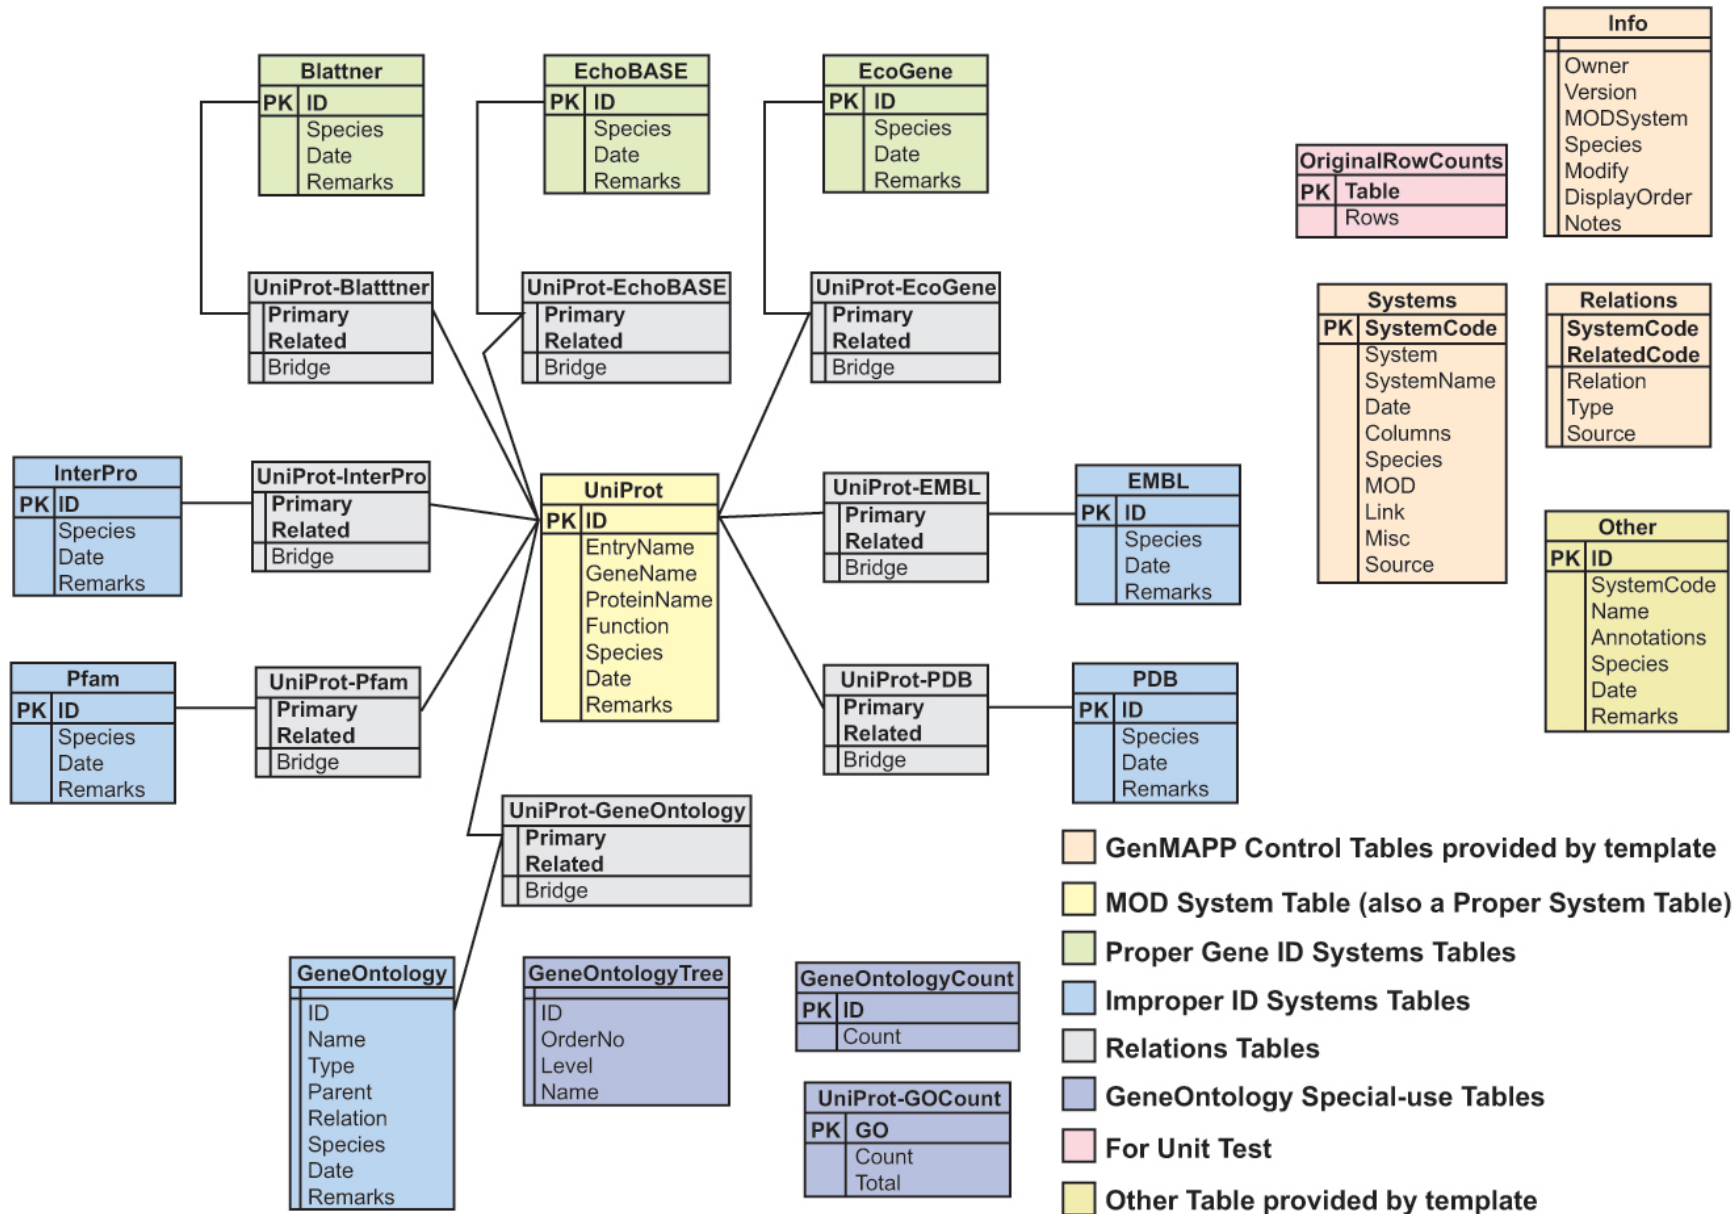 Info
Owner
Version
MODSystem
Species
Modify
DisplayOrder
Notes
Blattner
PK ID
Species
Date
Remarks
EchoBASE
PK ID
Species
Date
Remarks
EcoGene
PK ID
Species
Date
Remarks
OriginalRowCounts
PK Table
Rows
UniProt-Blatttner
Primary
Related
Bridge
UniProt-EchoBASE
Primary
Related
Bridge
UniProt-EcoGene
Primary
Related
Bridge
Systems
PK SystemCode
System
SystemName
Date
Columns
Species
MOD
Link
Misc
Source
Relations
SystemCode
RelatedCode
Relation
Type
Source
InterPro
PK ID
Species
Date
Remarks
UniProt-InterPro
Primary
Related
Bridge
UniProt
PK ID
EntryName
GeneName
ProteinName
Function
Species
Date
Remarks
UniProt-EMBL
Primary
Related
Bridge
EMBL
PK ID
Species
Date
Remarks
Other
PK ID
SystemCode
Name
Annotations
Species
Date
Remarks
Pfam
PK ID
Species
Date
Remarks
UniProt-Pfam
Primary
Related
Bridge
UniProt-PDB
Primary
Related
Bridge
PDB
PK ID
Species
Date
Remarks
UniProt-GeneOntology
Primary
Related
Bridge
GeneOntology
ID
Name
Type
Parent
Relation
Species
Date
Remarks
GeneOntologyTree
ID
OrderNo
Level
Name
GeneOntologyCount
PK ID
Count
UniProt-GOCount
PK GO
Count
Total
GenMAPP Control Tables provided by template
MOD System Table (also a Proper System Table)
Proper Gene ID Systems Tables
Improper ID Systems Tables
Relations Tables
GeneOntology Special-use Tables
For Unit Test
Other Table provided by template